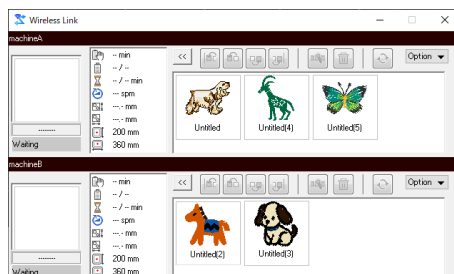 Wireless Link
machineA
-- min
-- / --
-- / -- min
--- spm
---.- mm
---.- mm
200 mm
360 mm
--------
Waiting
<<
Option
Untitled
Untitled(4)
Untitled(5)
machineB
-- min
-- / --
-- / -- min
--- spm
---.- mm
---.- mm
200 mm
360 mm
--------
Waiting
<<
Option
Untitled(2)
Untitled(3)